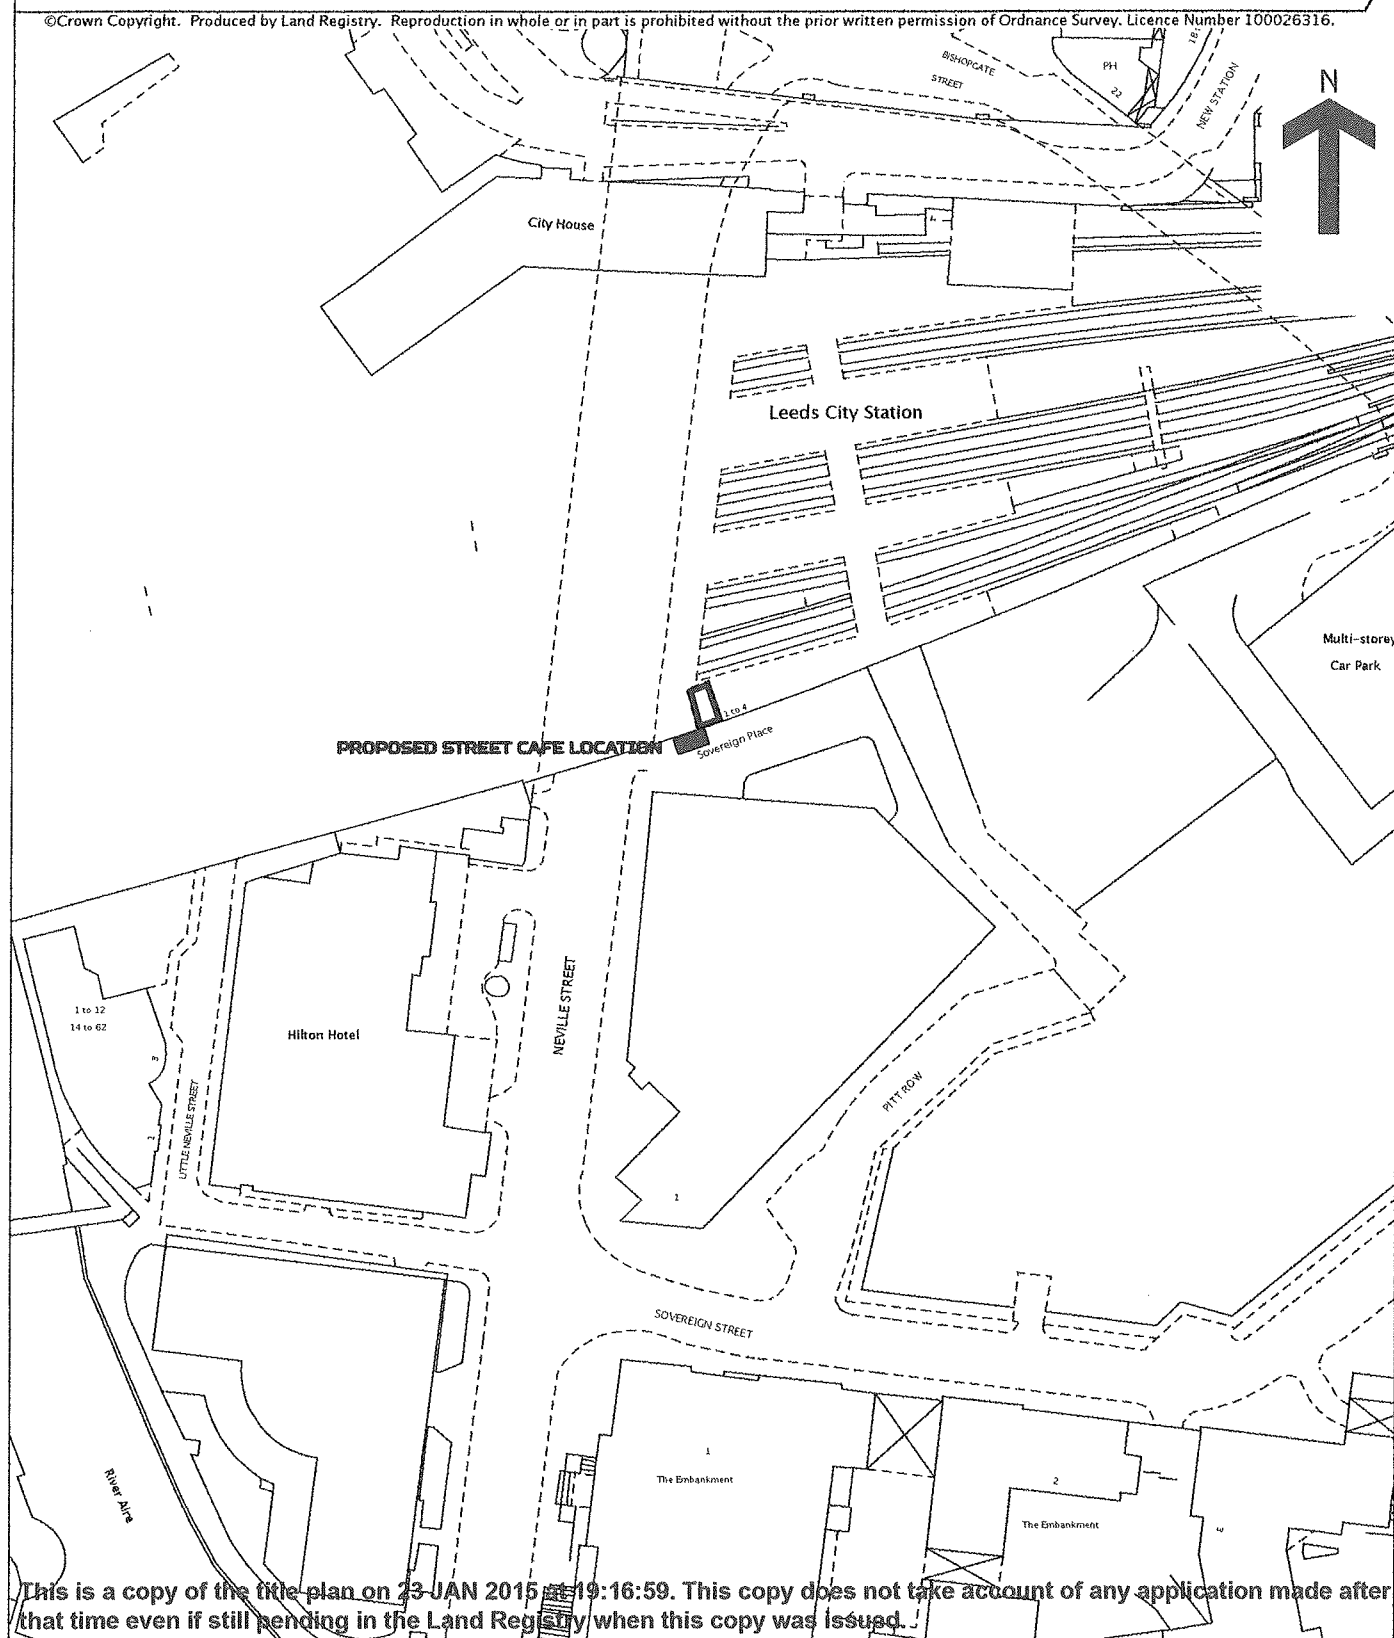 ©Crown Copyright. Produced by Land Registry. Reproduction in whole or in part is prohibited without the prior written permission of Ordnance Survey. Licence Number 100026316.
BISHOPGATE
STREET
PH
22
18
NEW STATION
N
City House
Leeds City Station
Multi-storey
Car Park
1 to 4
PROPOSED STREET CAFE LOCATION
Sovereign Place
NEVILLE STREET
1 to 12
14 to 62
Hilton Hotel
3
2
LITTLE NEVILLE STREET
PITT ROW
1
SOVEREIGN STREET
River Aire
1
The Embankment
2
The Embankment
3
This is a copy of the title plan on 23 JAN 2015 at 19:16:59. This copy does not take account of any application made after
that time even if still pending in the Land Registry when this copy was issued.